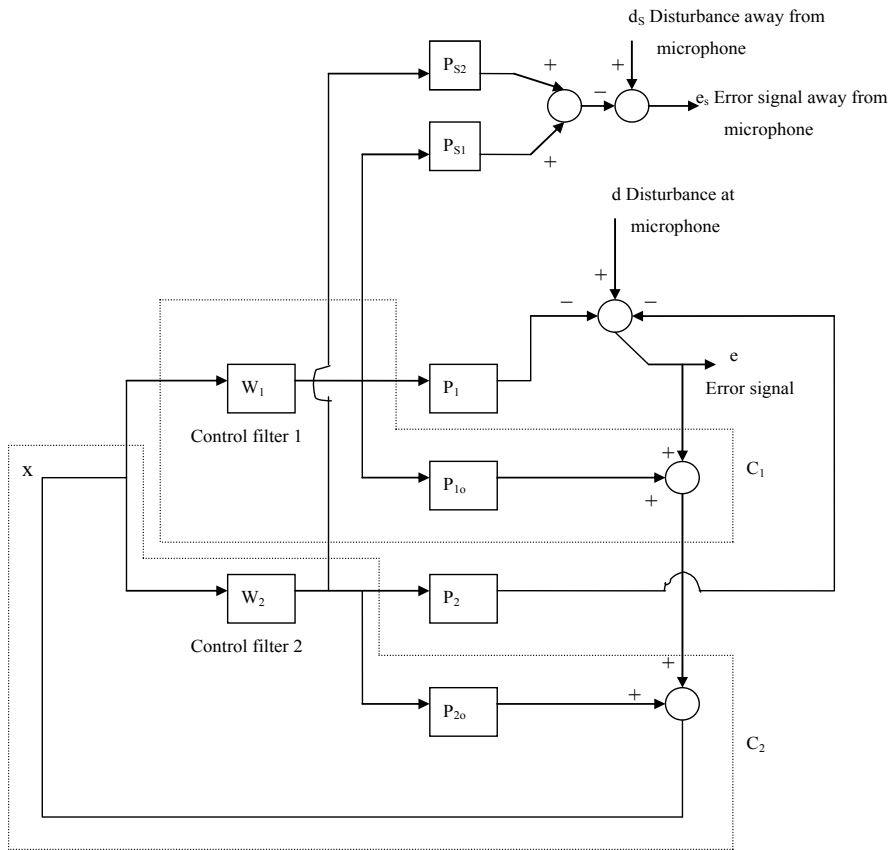 d_S Disturbance away from
microphone
P_S2
+
+
−
e_s Error signal away from
microphone
P_S1
+
d Disturbance at
microphone
+
−
−
e
Error signal
W_1
P_1
Control filter 1
+
x
P_1o
C_1
+
W_2
P_2
Control filter 2
+
+
P_2o
C_2